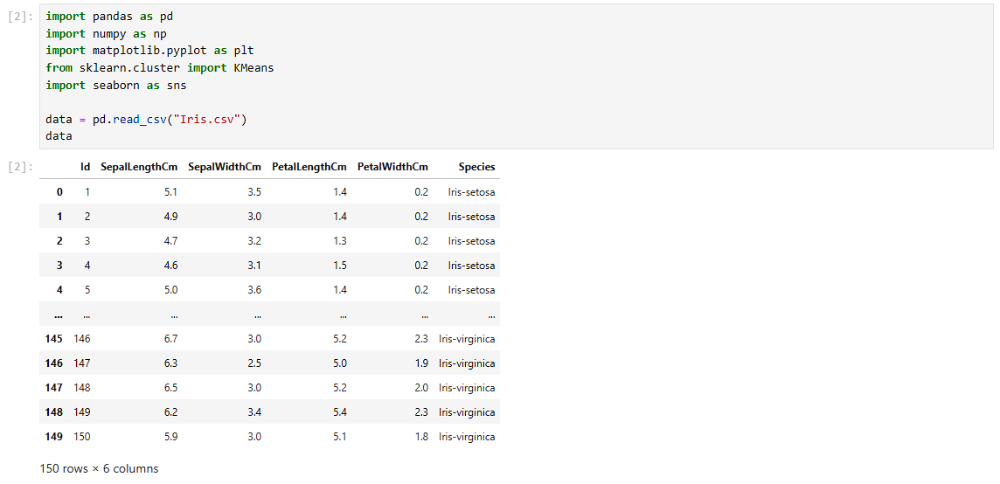 [2]: import pandas as pd
import numpy as np
import matplotlib.pyplot as plt
from sklearn.cluster import KMeans
import seaborn as sns
data = pd.read_csv("Iris.csv")
data
[2]: Id SepalLengthCm SepalWidthCm PetalLengthCm PetalWidthCm Species
0 1 5.1 3.5 1.4 0.2 Iris-setosa
1 2 4.9 3.0 1.4 0.2 Iris-setosa
2 3 4.7 3.2 1.3 0.2 Iris-setosa
3 4 4.6 3.1 1.5 0.2 Iris-setosa
4 5 5.0 3.6 1.4 0.2 Iris-setosa
... ... ... ... ... ... ...
145 146 6.7 3.0 5.2 2.3 Iris-virginica
146 147 6.3 2.5 5.0 1.9 Iris-virginica
147 148 6.5 3.0 5.2 2.0 Iris-virginica
148 149 6.2 3.4 5.4 2.3 Iris-virginica
149 150 5.9 3.0 5.1 1.8 Iris-virginica
150 rows × 6 columns